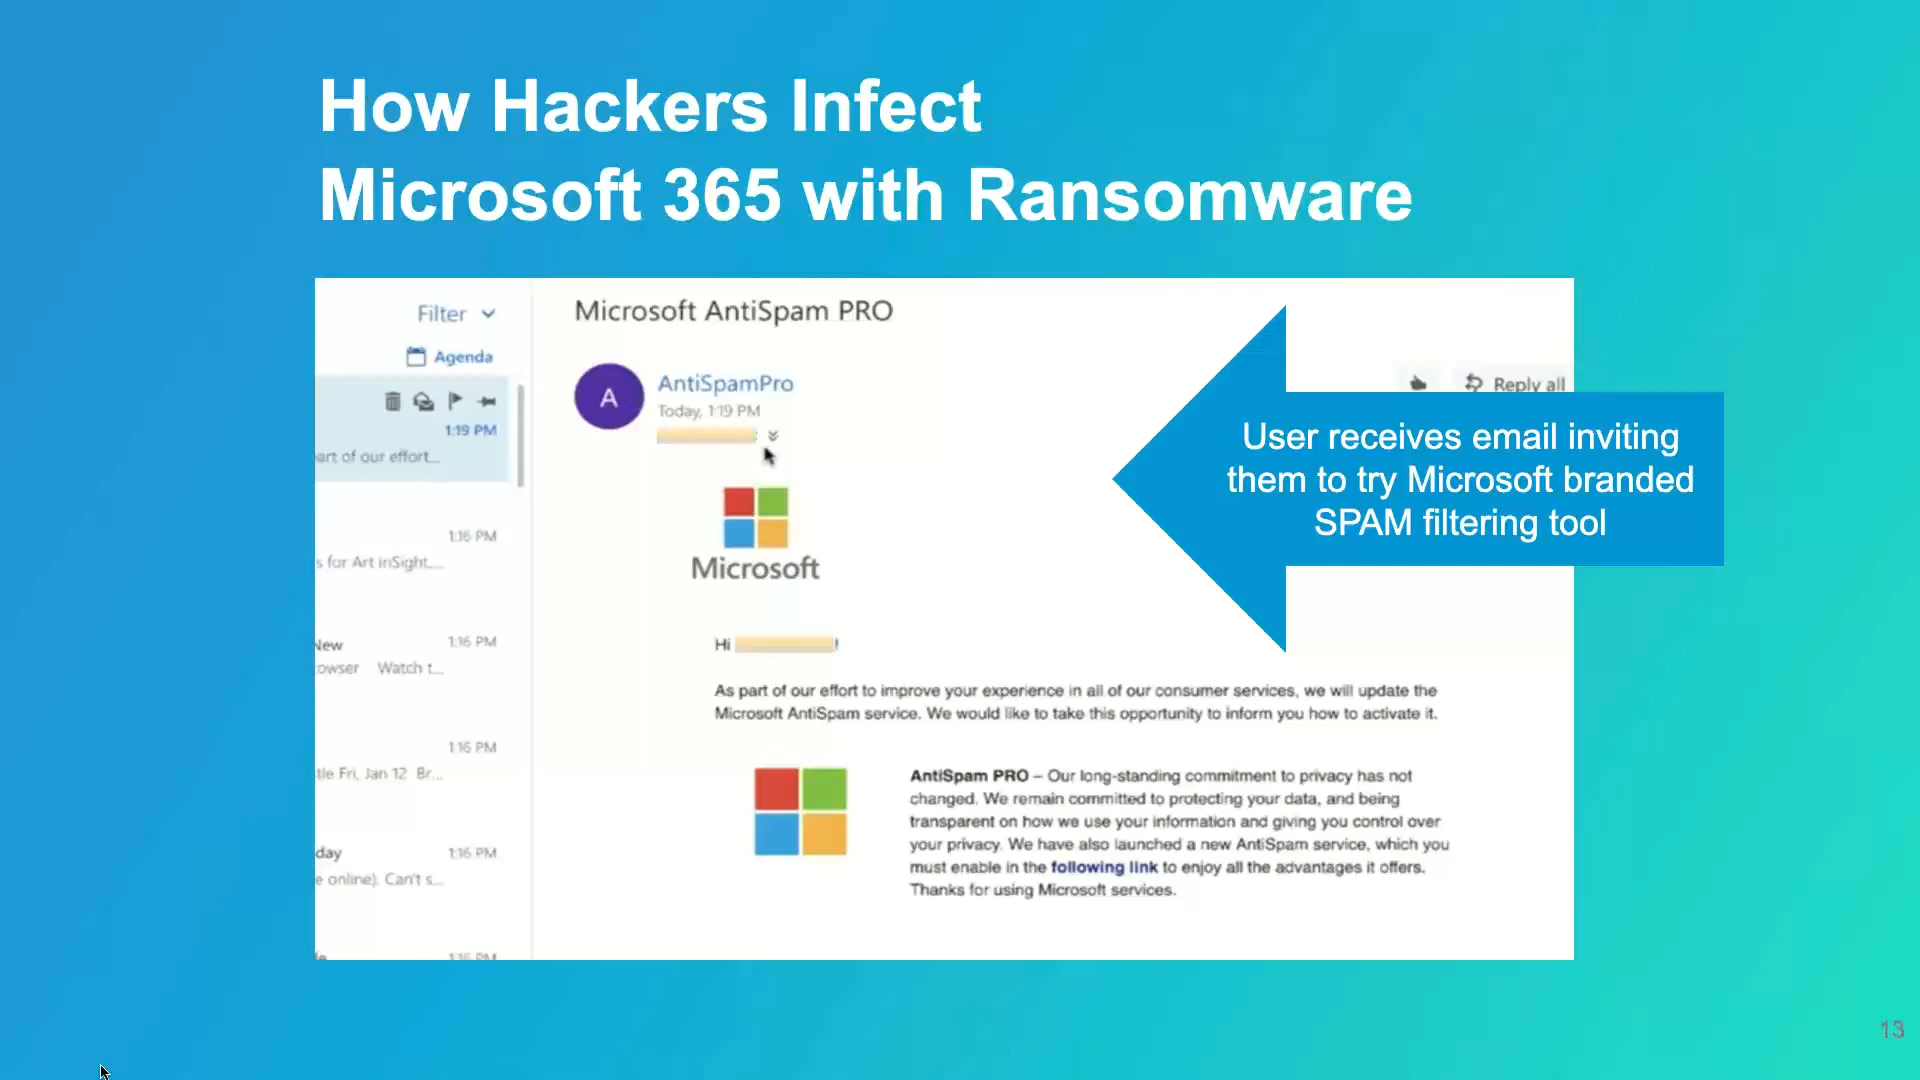 How Hackers Infect
Microsoft 365 with Ransomware
Filter
Agenda
1:19 PM
art of our effort...
1:16 PM
s for Art inSight,...
New
1:16 PM
owser Watch t...
1:16 PM
tle Fri, Jan 12 Br...
day
1:16 PM
e online). Can't s...
1:16 PM
Microsoft AntiSpam PRO
A
AntiSpamPro
Today, 1:19 PM
Reply all
Microsoft
Hi !
As part of our effort to improve your experience in all of our consumer services, we will update the
Microsoft AntiSpam service. We would like to take this opportunity to inform you how to activate it.
AntiSpam PRO – Our long-standing commitment to privacy has not
changed. We remain committed to protecting your data, and being
transparent on how we use your information and giving you control over
your privacy. We have also launched a new AntiSpam service, which you
must enable in the following link to enjoy all the advantages it offers.
Thanks for using Microsoft services.
User receives email inviting
them to try Microsoft branded
SPAM filtering tool
13